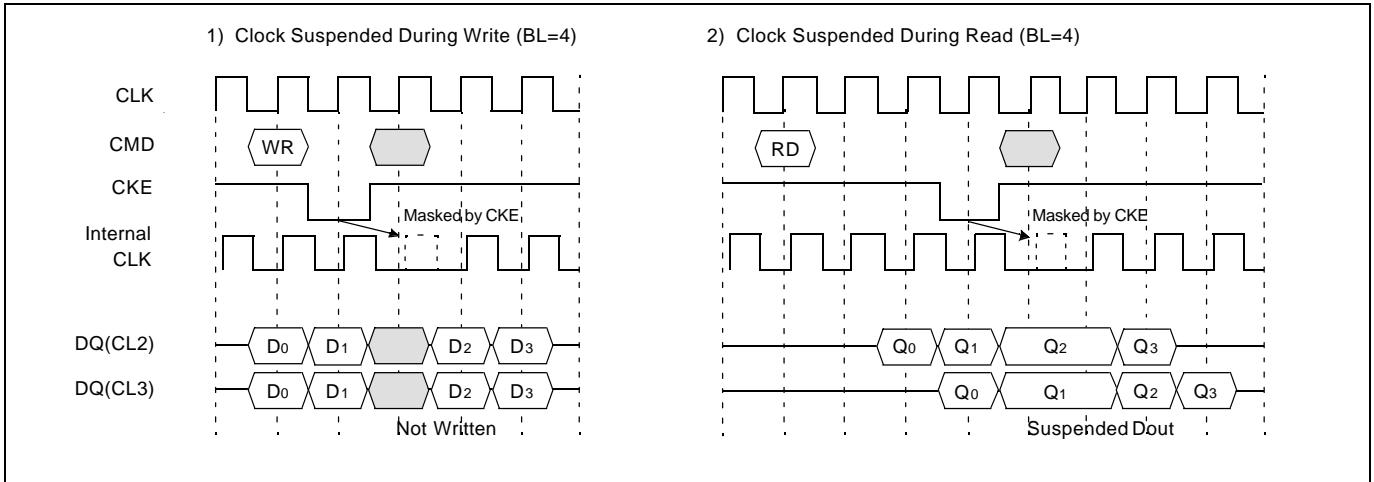 1) Clock Suspended During Write (BL=4) 2) Clock Suspended During Read (BL=4)
CLK
CMD WR RD
CKE
Masked by CKE Masked by CKE
Internal
CLK
DQ(CL2) D0 D1 D2 D3 Q0 Q1 Q2 Q3
DQ(CL3) D0 D1 D2 D3 Q0 Q1 Q2 Q3
Not Written Suspended Dout